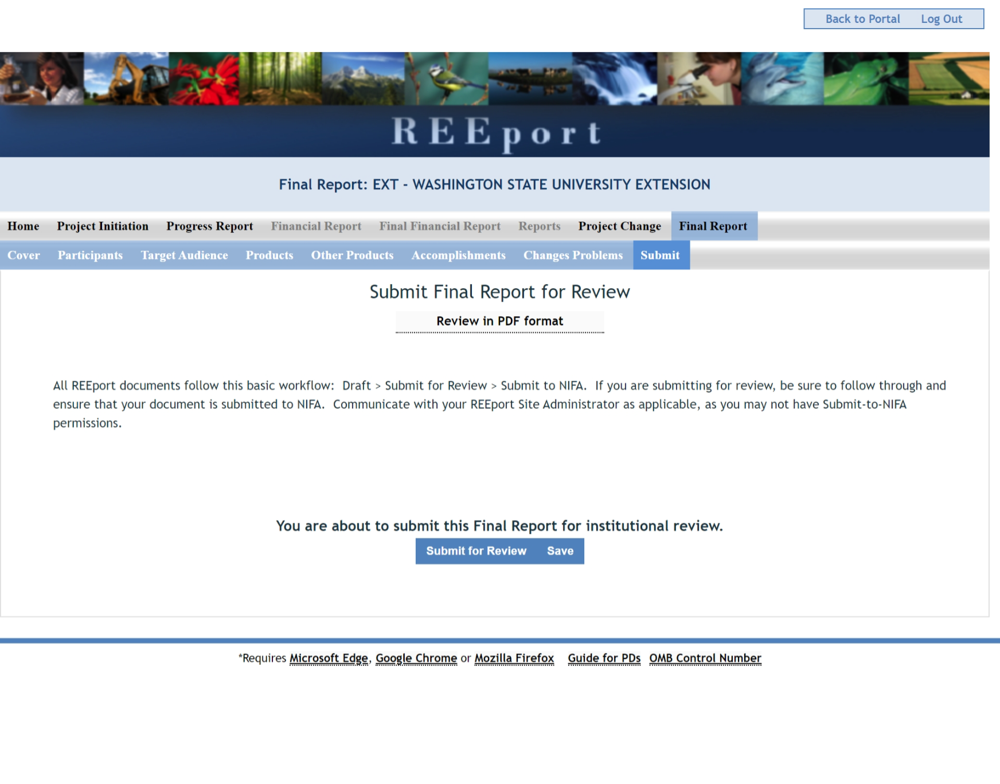 Back to Portal Log Out
REEport
Final Report: EXT - WASHINGTON STATE UNIVERSITY EXTENSION
Home Project Initiation Progress Report Financial Report Final Financial Report Reports Project Change Final Report
Cover Participants Target Audience Products Other Products Accomplishments Changes Problems Submit
Submit Final Report for Review
Review in PDF format
All REEport documents follow this basic workflow: Draft > Submit for Review > Submit to NIFA. If you are submitting for review, be sure to follow through and
ensure that your document is submitted to NIFA. Communicate with your REEport Site Administrator as applicable, as you may not have Submit-to-NIFA
permissions.
You are about to submit this Final Report for institutional review.
Submit for Review Save
*Requires Microsoft Edge, Google Chrome or Mozilla Firefox Guide for PDs OMB Control Number